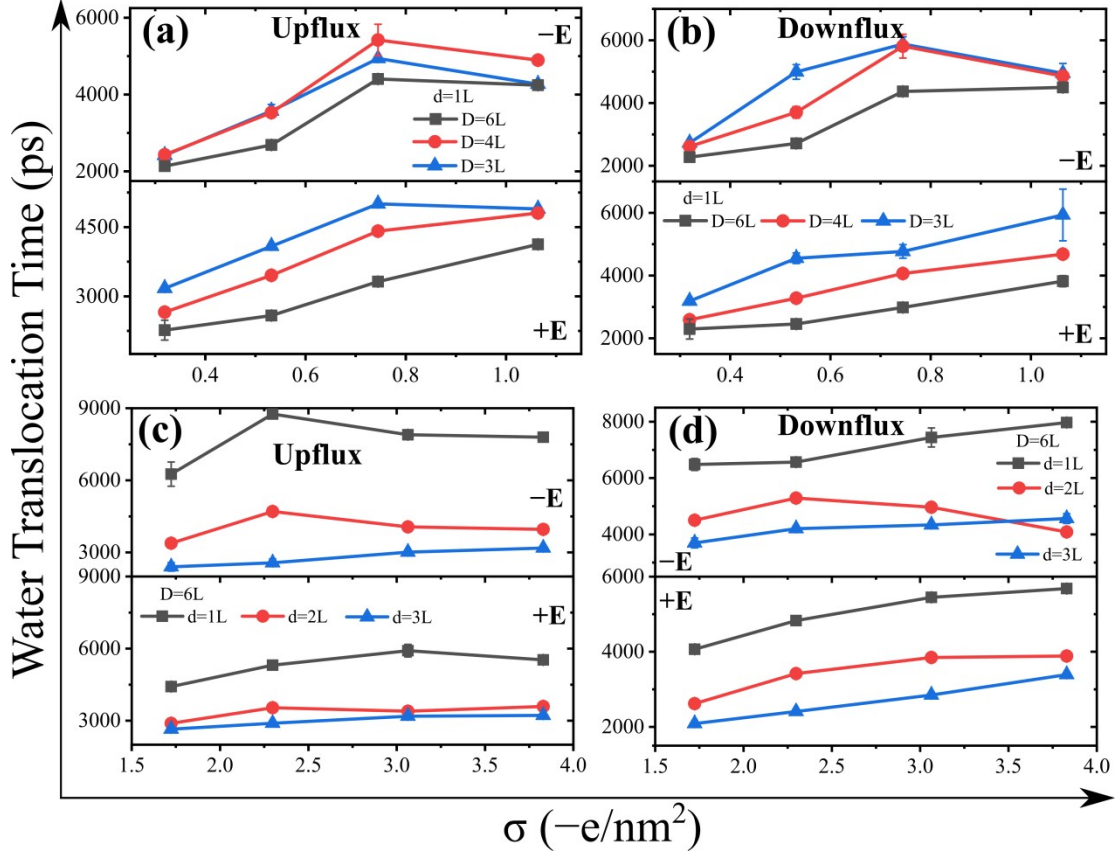 Water Translocation Time (ps)
(a) Upflux −E
6000
4000
2000
d=1L
D=6L
D=4L
D=3L
4500
3000
+E
0.4 0.6 0.8 1.0
(b) Downflux
6000
4000
2000
−E
d=1L
D=6L D=4L D=3L
6000
4000
2000
+E
0.4 0.6 0.8 1.0
(c) Upflux
9000
6000
3000
−E
9000
6000
3000
D=6L
d=1L d=2L d=3L
+E
1.5 2.0 2.5 3.0 3.5 4.0
(d) Downflux
8000
6000
4000
D=6L
d=1L
d=2L
d=3L
−E
6000
4000
2000
+E
1.5 2.0 2.5 3.0 3.5 4.0
σ (−e/nm²)